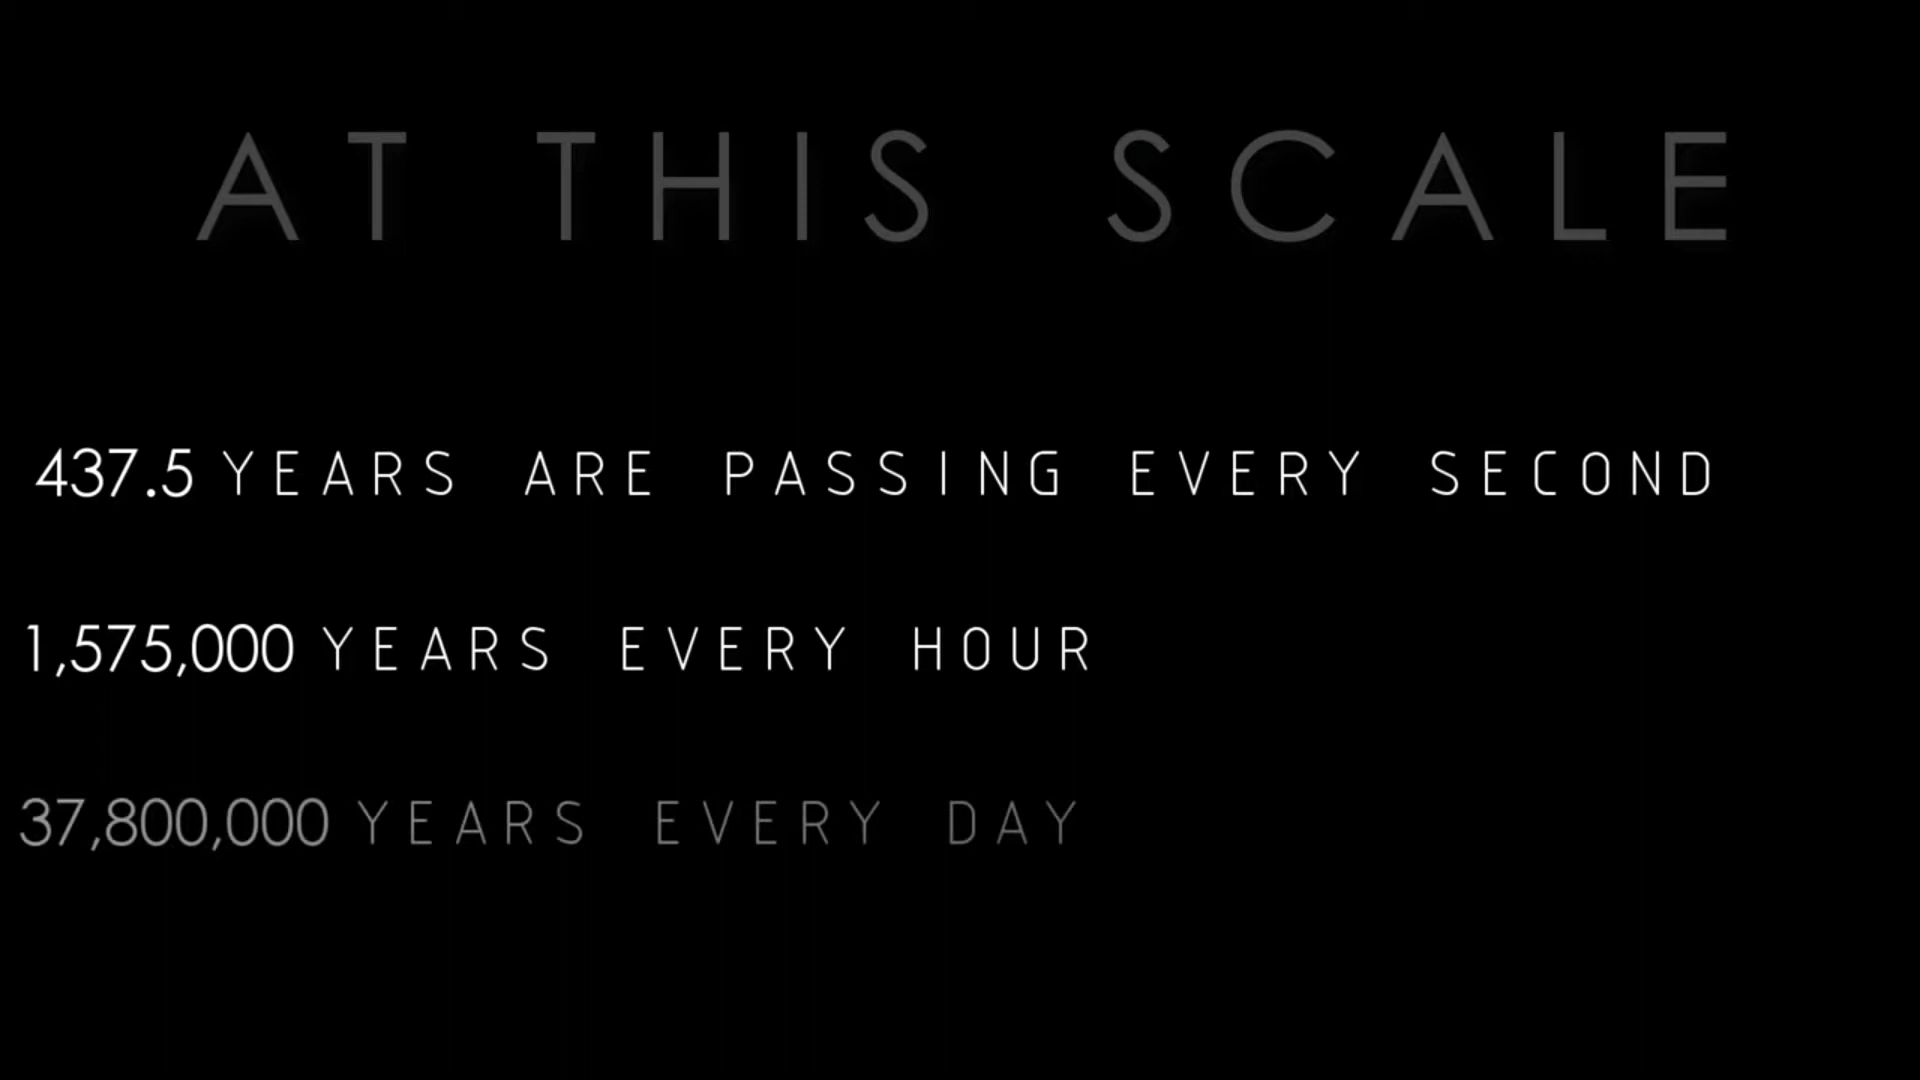 AT THIS SCALE
437.5 YEARS ARE PASSING EVERY SECOND
1,575,000 YEARS EVERY HOUR
37,800,000 YEARS EVERY DAY